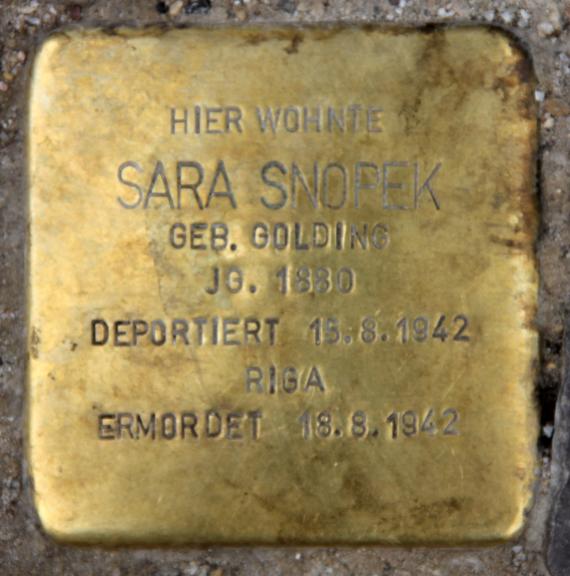 HIER WOHNTE
SARA SNOPEK
GEB. GOLDING
JG. 1880
DEPORTIERT 15.8.1942
RIGA
ERMORDET 18.8.1942